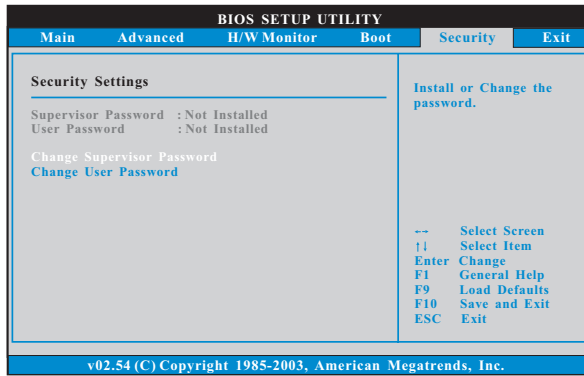 BIOS SETUP UTILITY
Main Advanced H/W Monitor Boot Security Exit
Security Settings
Supervisor Password : Not Installed
User Password : Not Installed
Change Supervisor Password
Change User Password
Install or Change the
password.
←→ Select Screen
↑↓ Select Item
Enter Change
F1 General Help
F9 Load Defaults
F10 Save and Exit
ESC Exit
v02.54 (C) Copyright 1985-2003, American Megatrends, Inc.